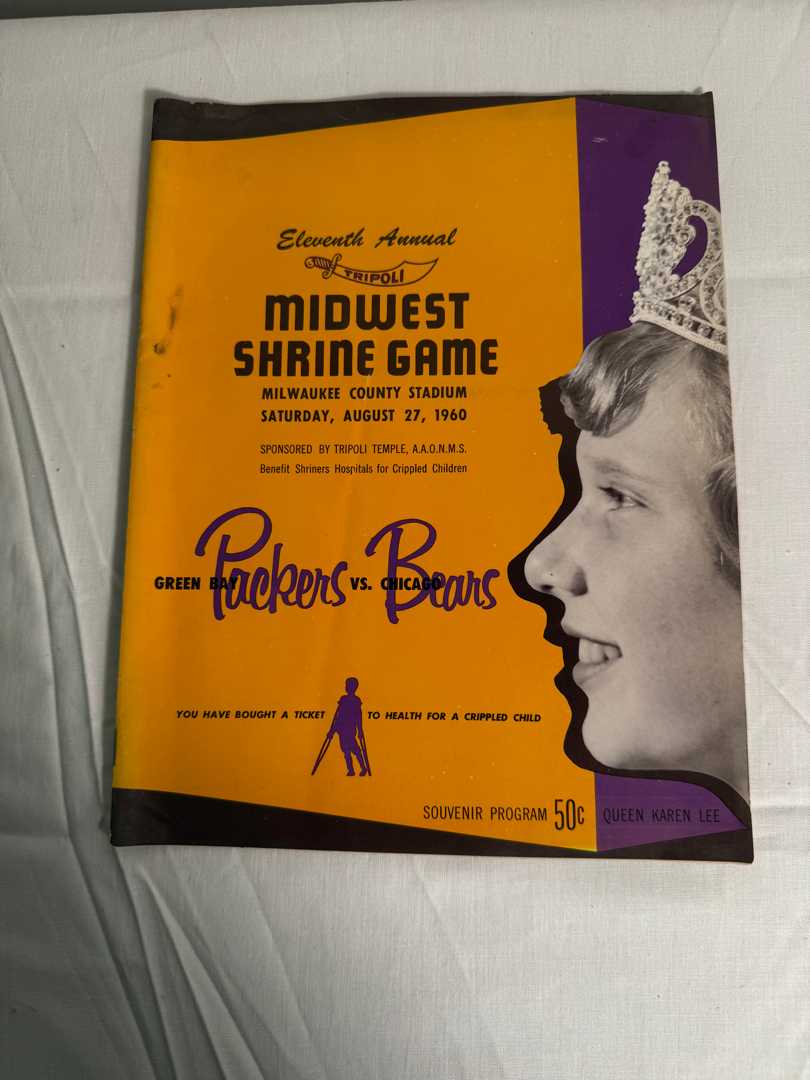 Eleventh Annual
TRIPOLI
MIDWEST
SHRINE GAME
MILWAUKEE COUNTY STADIUM
SATURDAY, AUGUST 27, 1960
SPONSORED BY TRIPOLI TEMPLE, A.A.O.N.M.S.
Benefit Shriners Hospitals for Crippled Children
GREEN BAY Packers VS. CHICAGO Bears
YOU HAVE BOUGHT A TICKET TO HEALTH FOR A CRIPPLED CHILD
SOUVENIR PROGRAM 50c QUEEN KAREN LEE